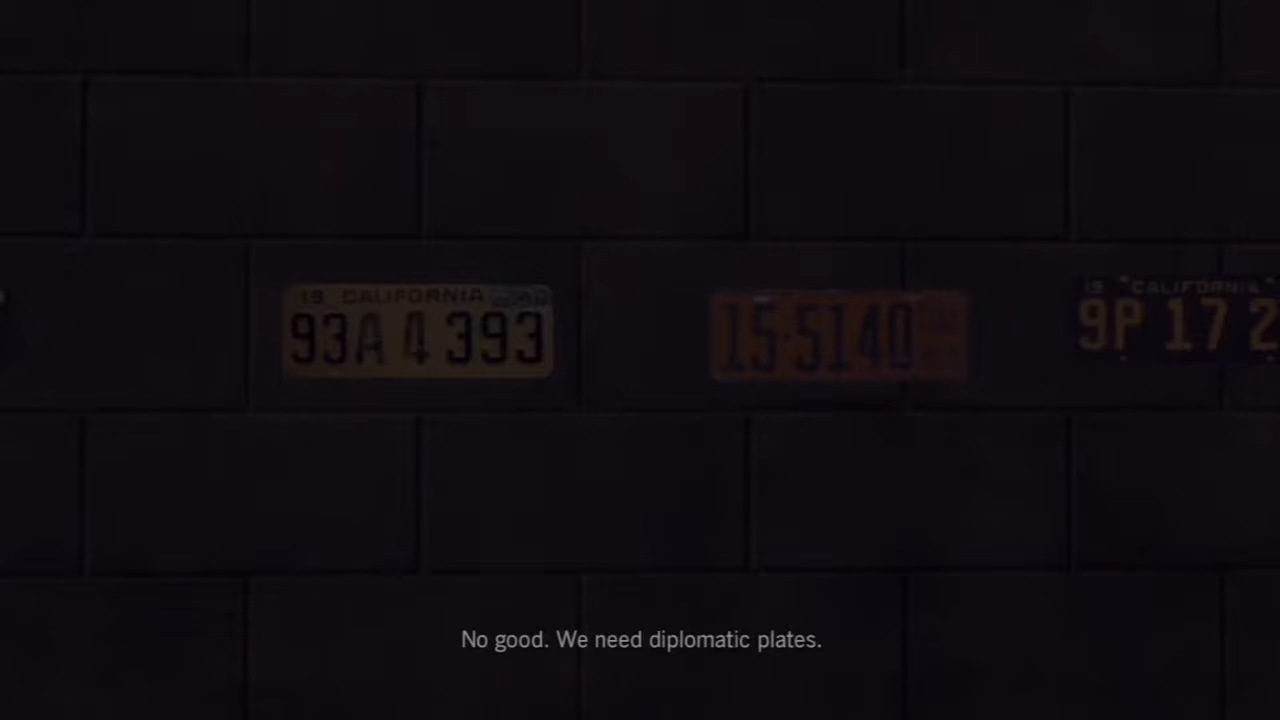 19 CALIFORNIA
93A 4 393
15·5140
19 CALIFORNIA
9P 17 2
No good. We need diplomatic plates.